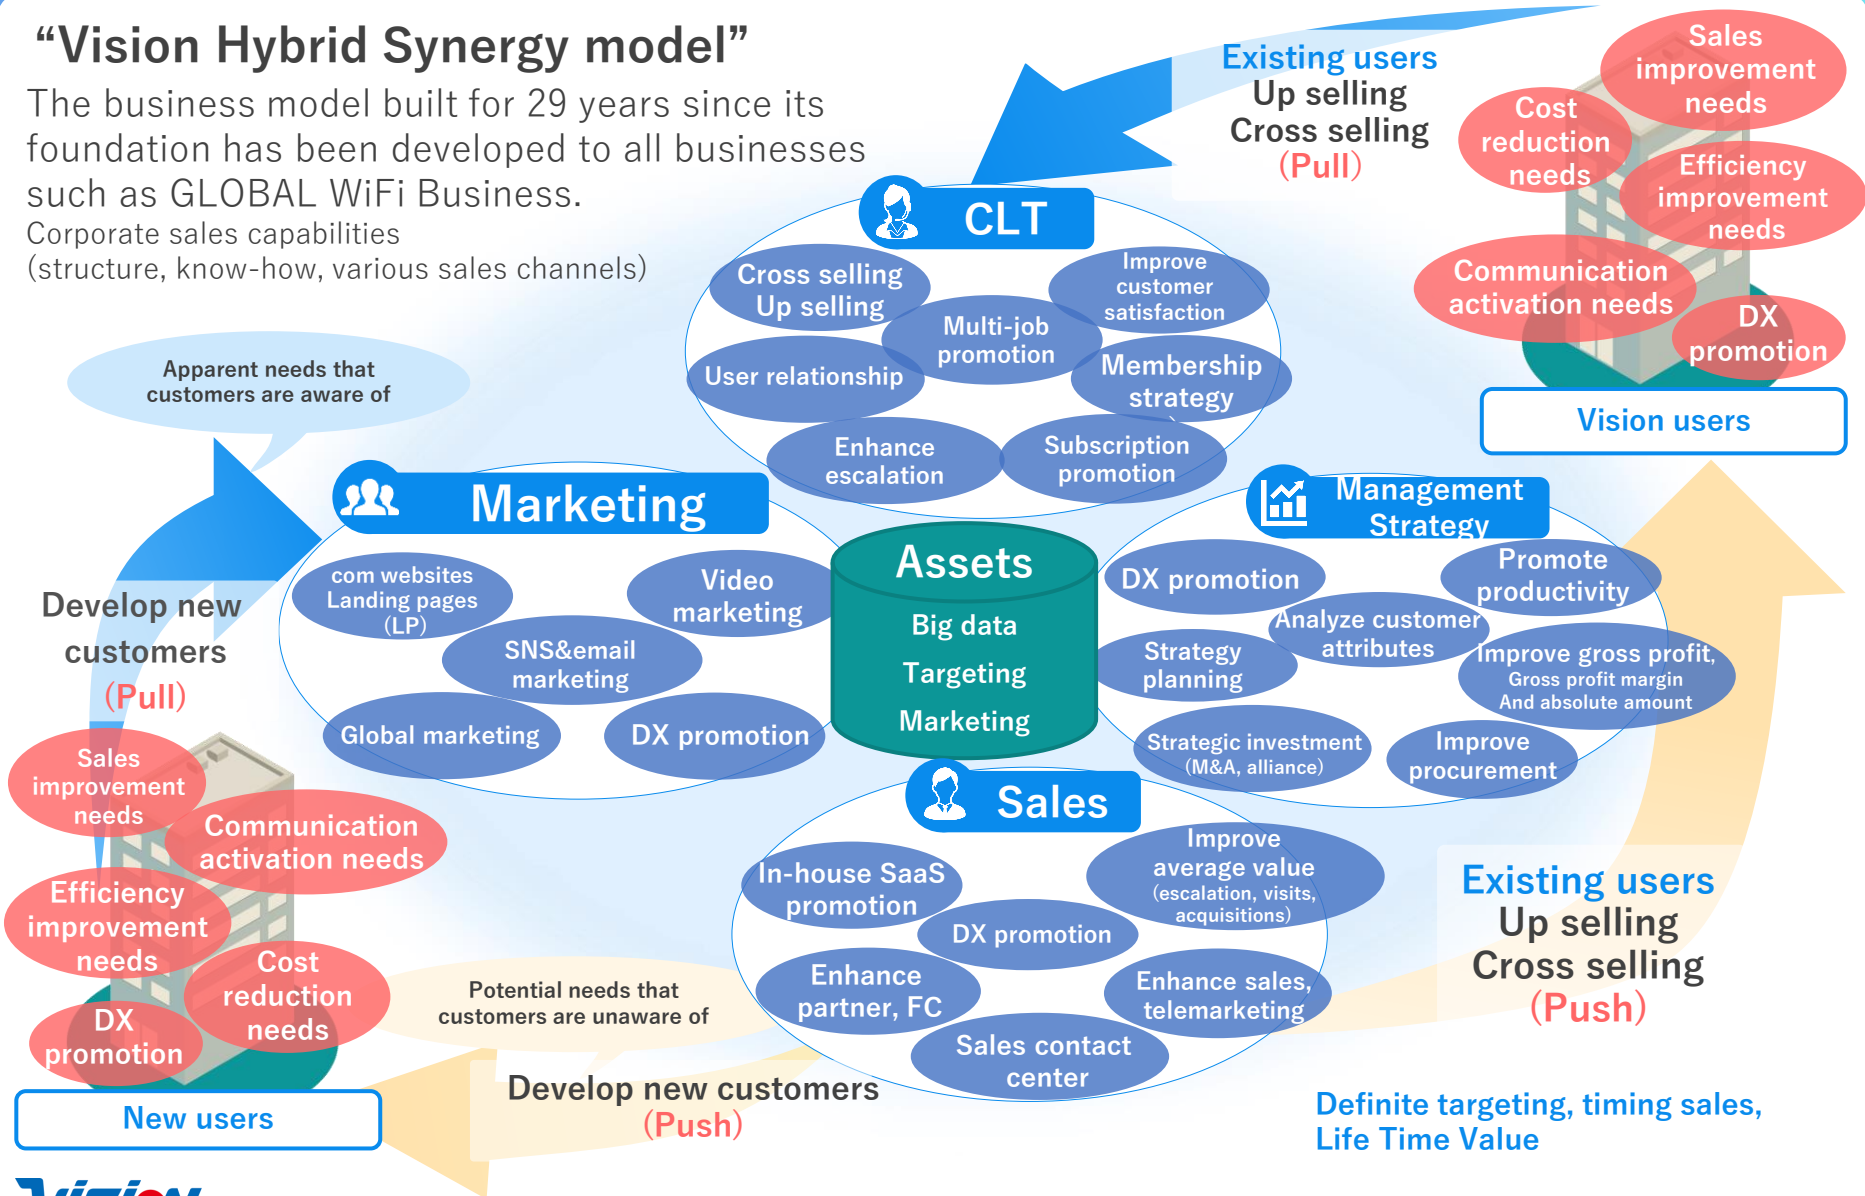 “Vision Hybrid Synergy model”
The business model built for 29 years since its
foundation has been developed to all businesses
such as GLOBAL WiFi Business.
Corporate sales capabilities
(structure, know-how, various sales channels)
Existing users
Up selling
Cross selling
(Pull)
Sales
improvement
needs
Cost
reduction
needs
Efficiency
improvement
needs
Communication
activation needs
DX
promotion
Vision users
CLT
Cross selling
Up selling
Improve
customer
satisfaction
Multi-job
promotion
User relationship
Membership
strategy
Enhance
escalation
Subscription
promotion
Apparent needs that
customers are aware of
Marketing
com websites
Landing pages
(LP)
Video
marketing
SNS&email
marketing
Global marketing
DX promotion
Assets
Big data
Targeting
Marketing
Management
Strategy
DX promotion
Promote
productivity
Analyze customer
attributes
Strategy
planning
Improve gross profit,
Gross profit margin
And absolute amount
Strategic investment
(M&A, alliance)
Improve
procurement
Develop new
customers
(Pull)
Sales
improvement
needs
Communication
activation needs
Efficiency
improvement
needs
Cost
reduction
needs
DX
promotion
New users
Sales
In-house SaaS
promotion
Improve
average value
(escalation, visits,
acquisitions)
DX promotion
Enhance
partner, FC
Enhance sales,
telemarketing
Sales contact
center
Potential needs that
customers are unaware of
Develop new customers
(Push)
Existing users
Up selling
Cross selling
(Push)
Definite targeting, timing sales,
Life Time Value
VISION